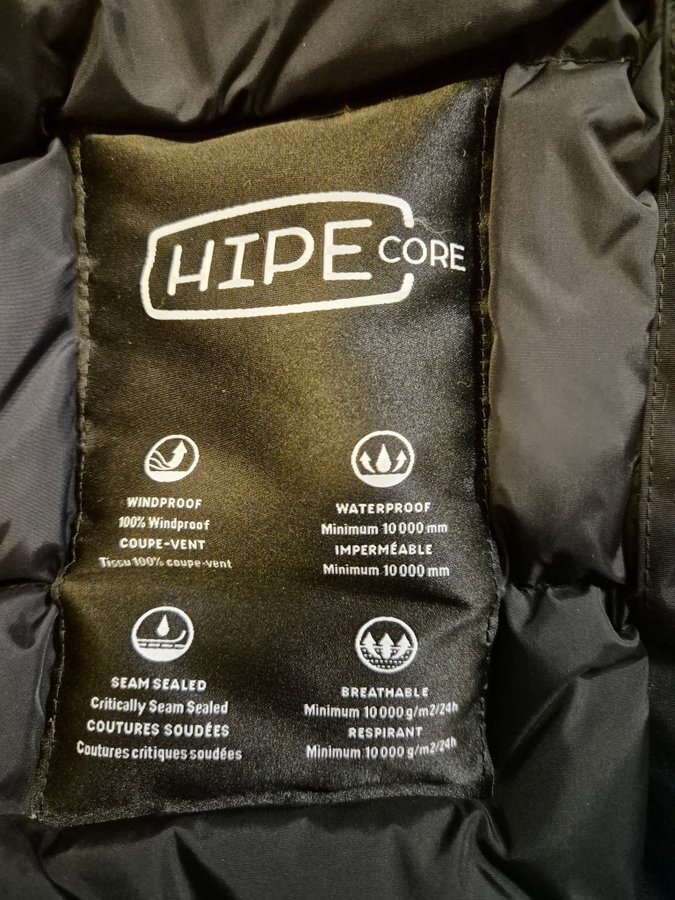 HIPE CORE
WINDPROOF
100% Windproof
COUPE-VENT
Tissu 100% coupe-vent
WATERPROOF
Minimum 10 000 mm
IMPERMÉABLE
Minimum 10 000 mm
SEAM SEALED
Critically Seam Sealed
COUTURES SOUDÉES
Coutures critiques soudées
BREATHABLE
Minimum 10 000 g/m2/24h
RESPIRANT
Minimum 10 000 g/m2/24h